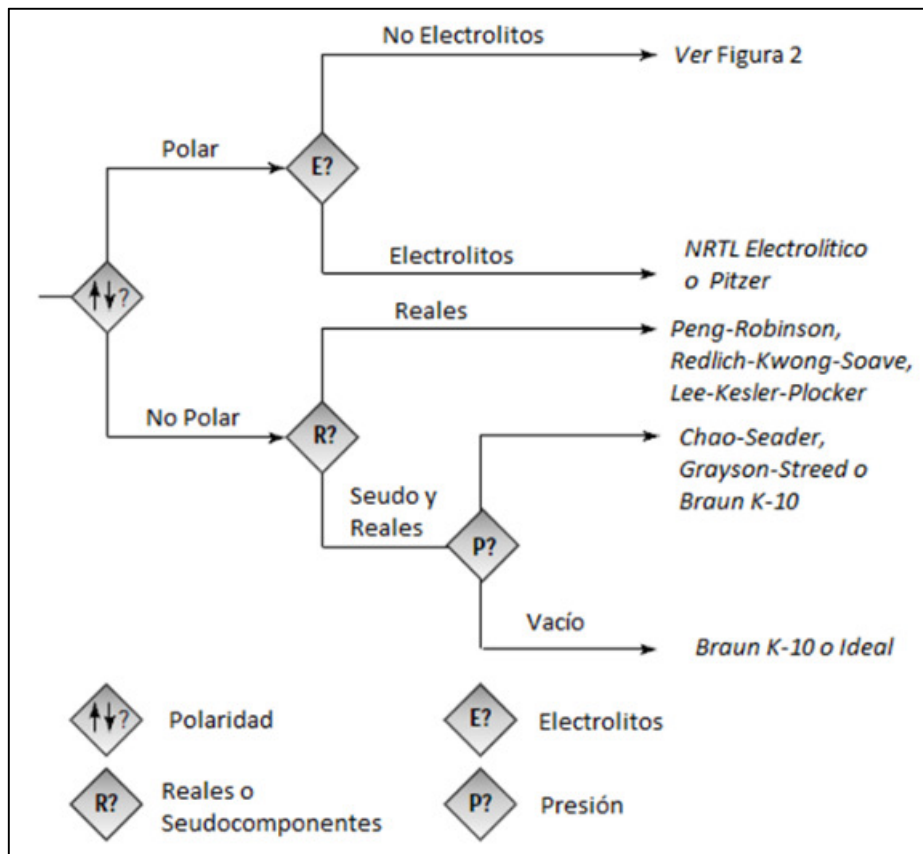 No Electrolitos
Ver Figura 2
Polar
E?
Electrolitos
NRTL Electrolítico
o Pitzer
?
Reales
Peng-Robinson,
Redlich-Kwong-Soave,
Lee-Kesler-Plocker
No Polar
R?
Chao-Seader,
Grayson-Streed o
Braun K-10
Seudo y
Reales
P?
Vacío
Braun K-10 o Ideal
?
Polaridad
E?
Electrolitos
R?
Reales o
Seudocomponentes
P?
Presión